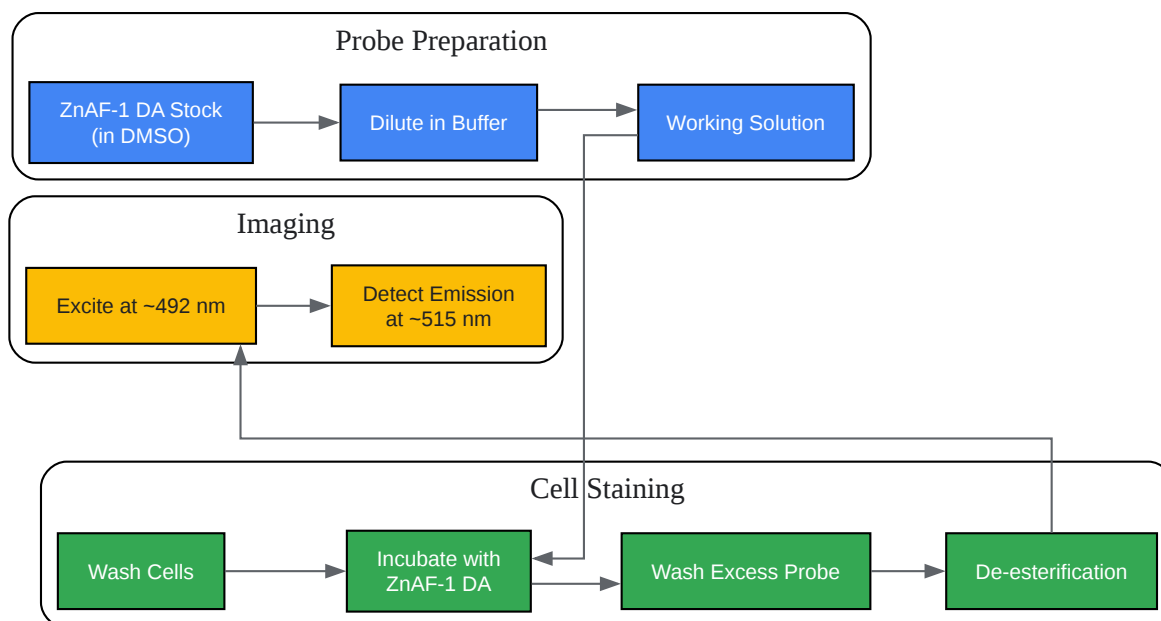 Probe Preparation
ZnAF-1 DA Stock
(in DMSO)
Dilute in Buffer
Working Solution
Imaging
Excite at ~492 nm
Detect Emission
at ~515 nm
Cell Staining
Wash Cells
Incubate with
ZnAF-1 DA
Wash Excess Probe
De-esterification